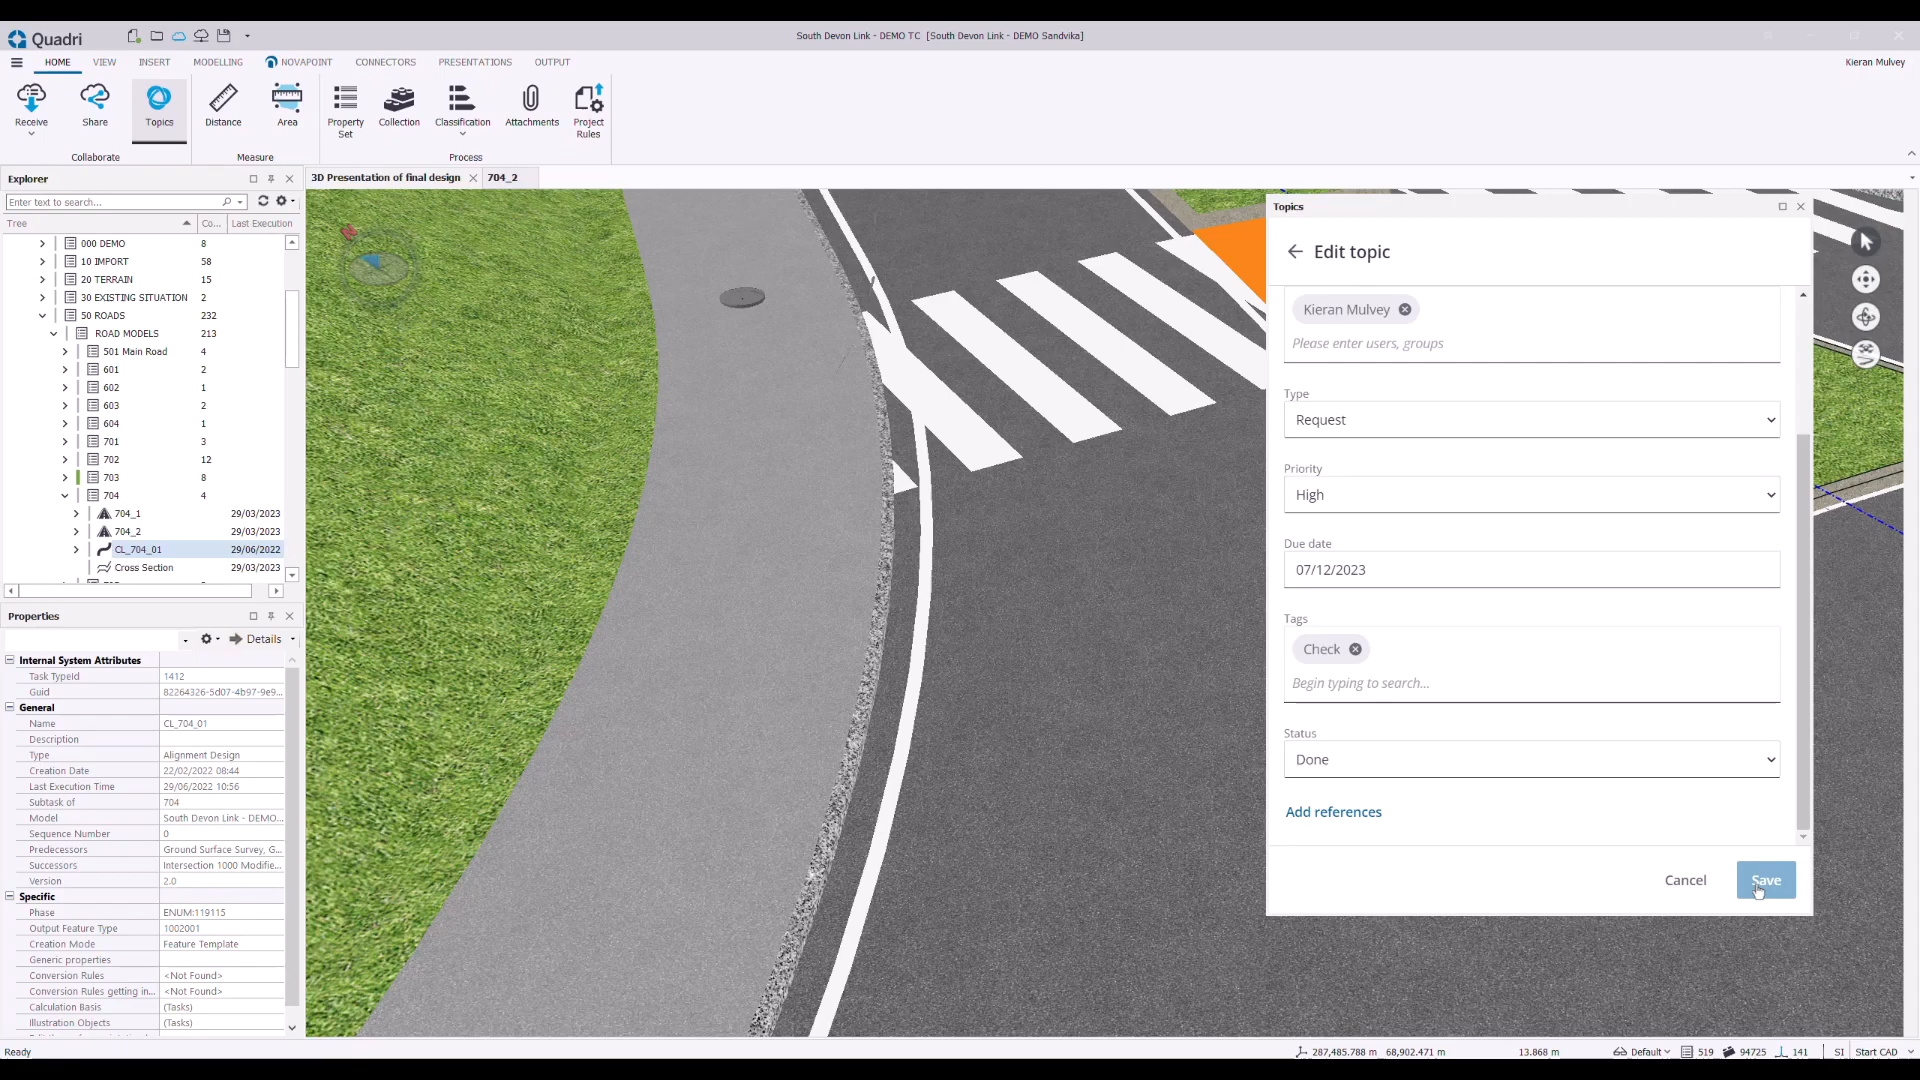 Quadri
South Devon Link - DEMO TC [South Devon Link - DEMO Sandvika]
HOME VIEW INSERT MODELLING NOVAPOINT CONNECTORS PRESENTATIONS OUTPUT
Kieran Mulvey
Receive Share Topics Distance Area Property Set Collection Classification Attachments Project Rules
Collaborate Measure Process
Explorer
3D Presentation of final design 704_2
Enter text to search...
Tree Co... Last Execution
000 DEMO 8
10 IMPORT 58
20 TERRAIN 15
30 EXISTING SITUATION 2
50 ROADS 232
ROAD MODELS 213
501 Main Road 4
601 2
602 1
603 2
604 1
701 3
702 12
703 8
704 4
704_1 29/03/2023
704_2 29/03/2023
CL_704_01 29/06/2022
Cross Section 29/03/2023
Properties
Details
Internal System Attributes
Task TypeId 1412
Guid 82264326-5d07-4b97-9e9...
General
Name CL_704_01
Description
Type Alignment Design
Creation Date 22/02/2022 08:44
Last Execution Time 29/06/2022 10:56
Subtask of 704
Model South Devon Link - DEMO...
Sequence Number 0
Predecessors Ground Surface Survey, G...
Successors Intersection 1000 Modifie...
Version 2.0
Specific
Phase ENUM:119115
Output Feature Type 1002001
Creation Mode Feature Template
Generic properties
Conversion Rules <Not Found>
Conversion Rules getting in... <Not Found>
Calculation Basis (Tasks)
Illustration Objects (Tasks)
Topics
Edit topic
Kieran Mulvey
Please enter users, groups
Type
Request
Priority
High
Due date
07/12/2023
Tags
Check
Begin typing to search...
Status
Done
Add references
Cancel Save
Ready
287,485.788 m 68,902.471 m 13.868 m Default 519 94725 141 SI Start CAD